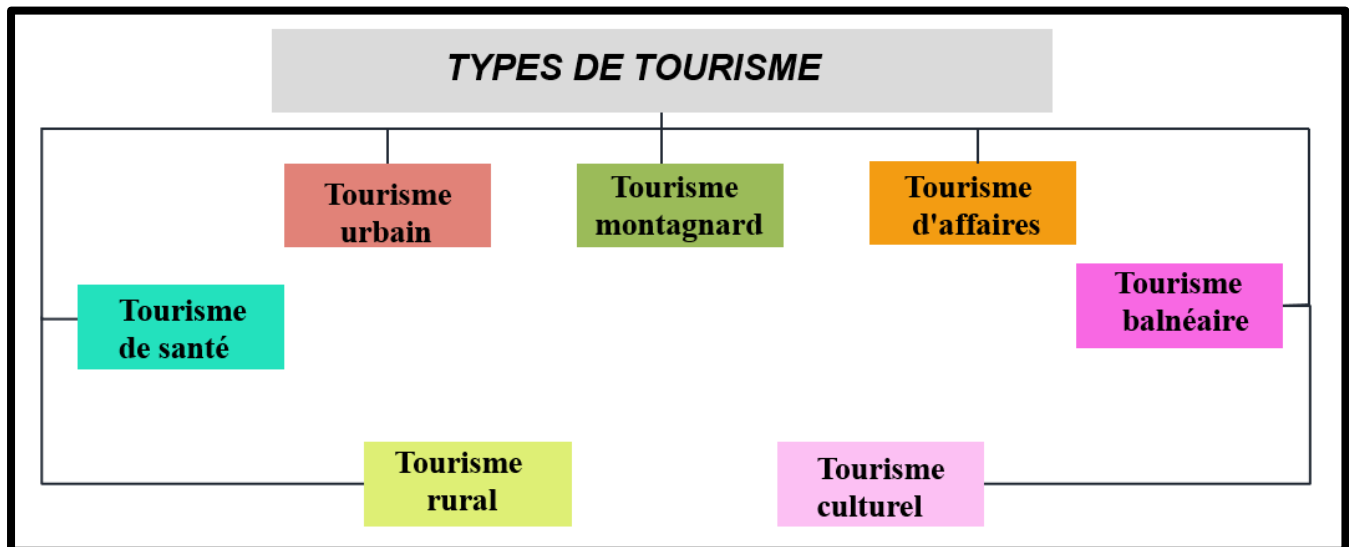 TYPES DE TOURISME
Tourisme
urbain
Tourisme
montagnard
Tourisme
d'affaires
Tourisme
de santé
Tourisme
balnéaire
Tourisme
rural
Tourisme
culturel